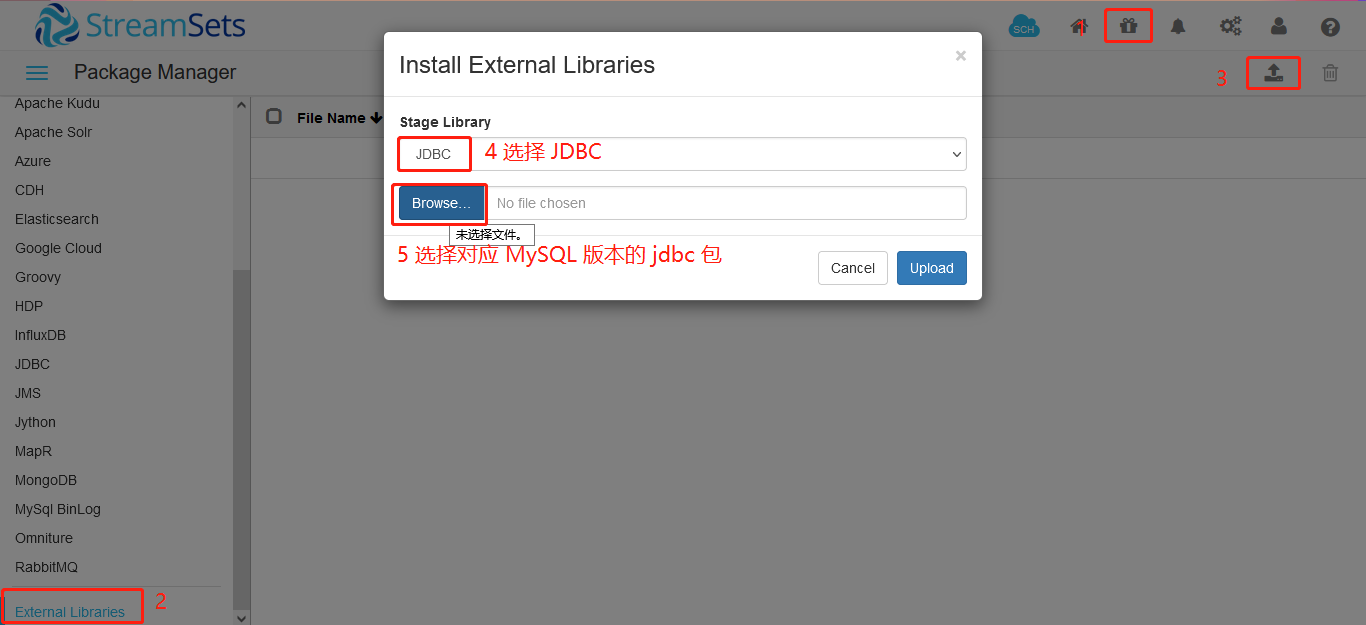 StreamSets
SCH
1
Package Manager
3
Apache Kudu
Apache Solr
Azure
CDH
Elasticsearch
Google Cloud
Groovy
HDP
InfluxDB
JDBC
JMS
Jython
MapR
MongoDB
MySql BinLog
Omniture
RabbitMQ
External Libraries
2
File Name
Install External Libraries
×
Stage Library
JDBC
4 选择 JDBC
Browse…
No file chosen
未选择文件。
5 选择对应 MySQL 版本的 jdbc 包
Cancel
Upload